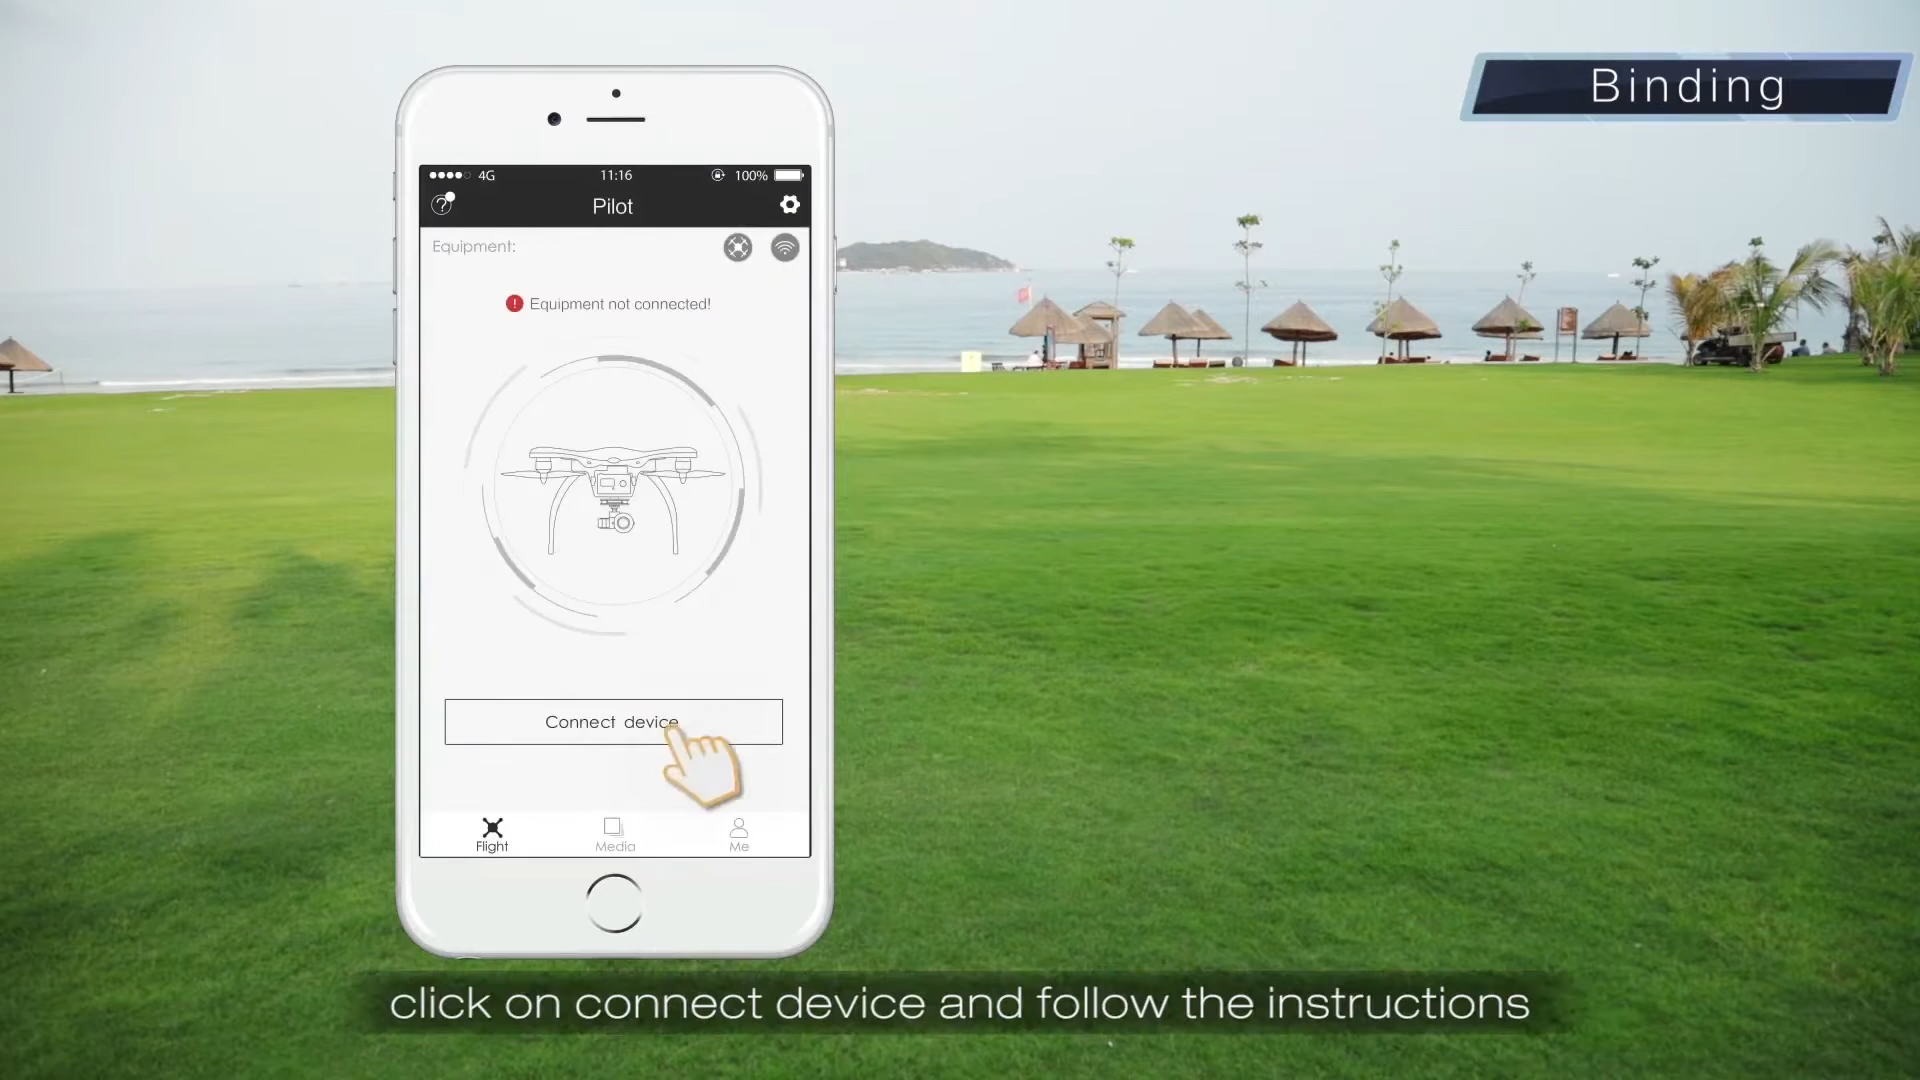 Binding
4G 11:16 100%
Pilot
Equipment:
Equipment not connected!
Connect device
Flight Media Me
click on connect device and follow the instructions